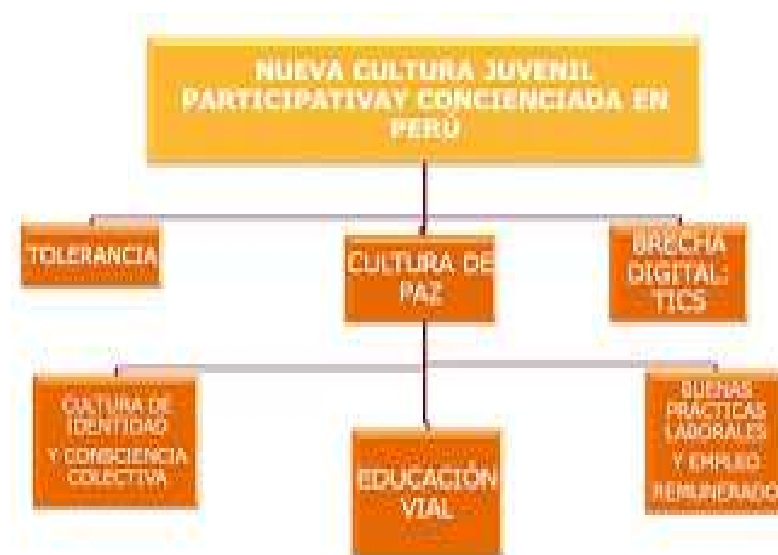 NUEVA CULTURA JUVENIL
PARTICIPATIVAY CONCIENCIADA EN
PERÚ
TOLERANCIA
CULTURA DE
PAZ
BRECHA
DIGITAL:
TICS
CULTURA DE
IDENTIDAD
Y CONSCIENCIA
COLECTIVA
EDUCACIÓN
VIAL
BUENAS
PRÁCTICAS
LABORALES
Y EMPLEO
REMUNERADO